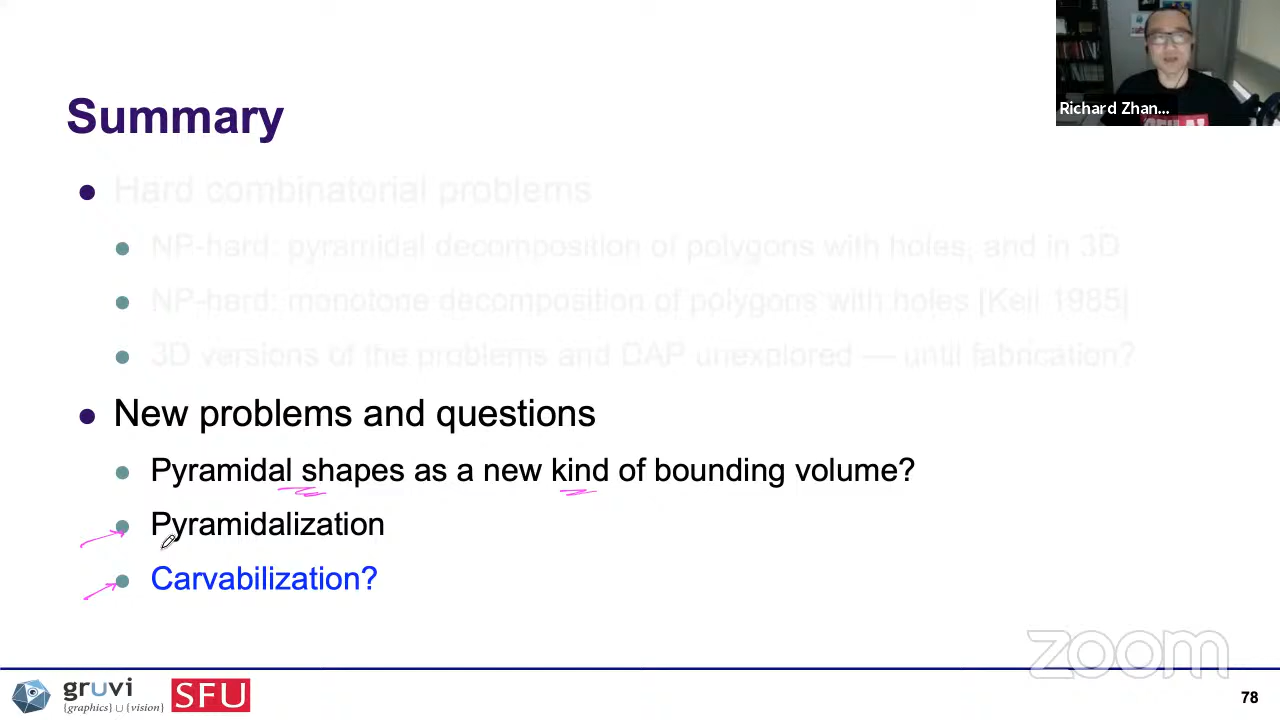 Richard Zhan...
Summary
Hard combinatorial problems
NP-hard: pyramidal decomposition of polygons with holes, and in 3D
NP-hard: monotone decomposition of polygons with holes [Keil 1985]
3D versions of the problems and DAP unexplored — until fabrication?
New problems and questions
Pyramidal shapes as a new kind of bounding volume?
Pyramidalization
Carvabilization?
zoom
gruvi
{graphics} ∪ {vision}
SFU
78